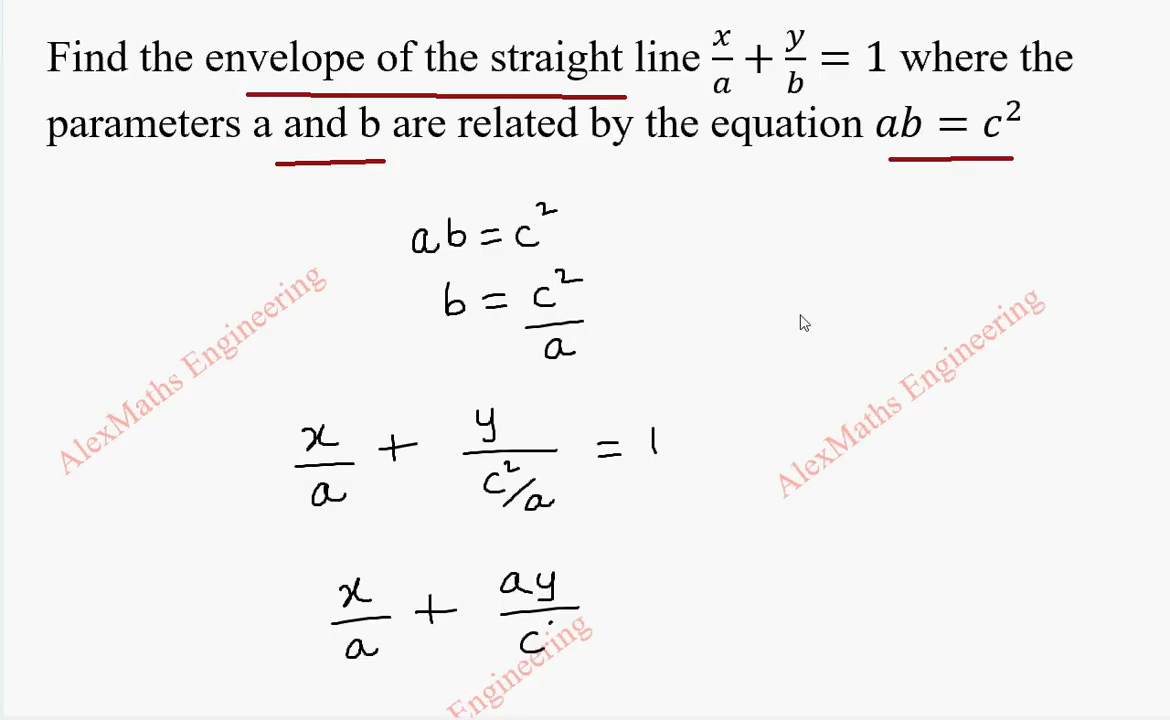 Find the envelope of the straight line x/a + y/b = 1 where the
parameters a and b are related by the equation ab = c²
ab = c²
b = c²/a
AlexMaths Engineering
AlexMaths Engineering
x/a + y/(c²/a) = 1
x/a + ay/c
Engineering